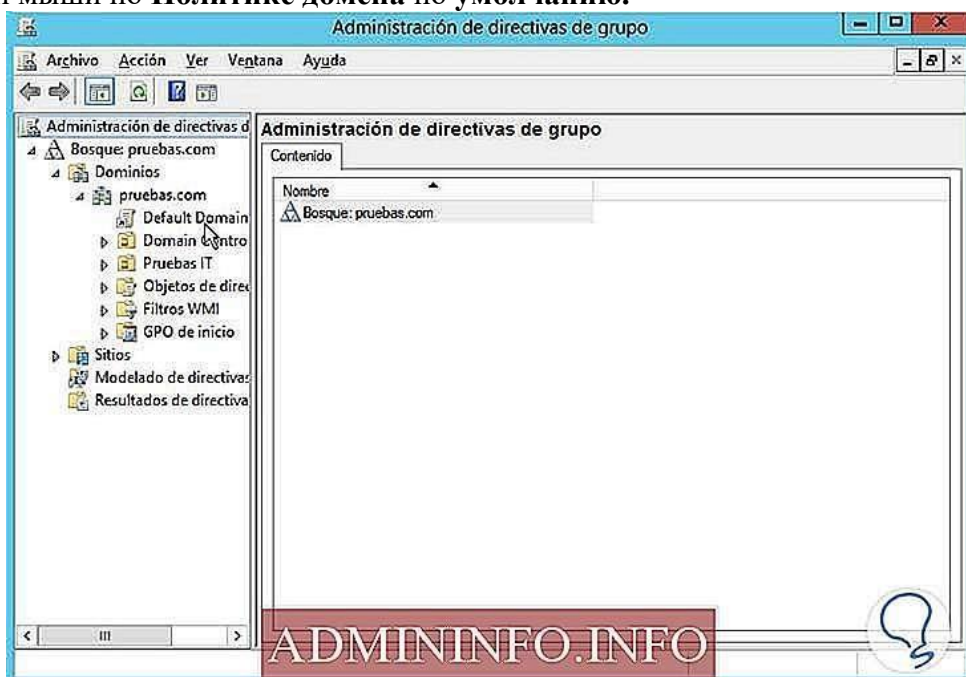 мыши по Политике домена по умолчанию.
Administración de directivas de grupo
Archivo Acción Ver Ventana Ayuda
Administración de directivas d
Bosque: pruebas.com
Dominios
pruebas.com
Default Domain
Domain Contro
Pruebas IT
Objetos de direc
Filtros WMI
GPO de inicio
Sitios
Modelado de directivas
Resultados de directiva
Administración de directivas de grupo
Contenido
Nombre
Bosque: pruebas.com
ADMININFO.INFO